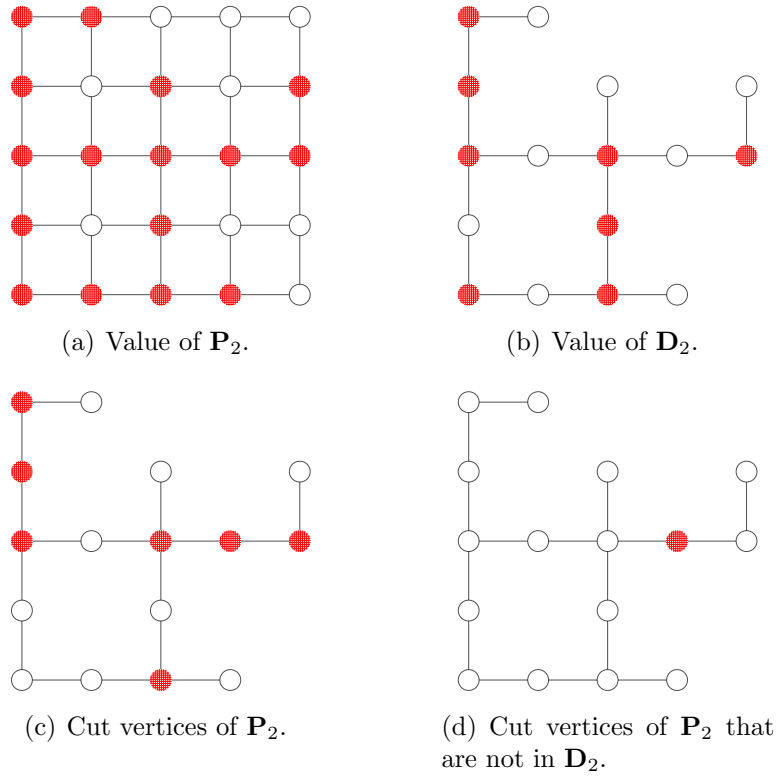 (a) Value of P₂.
(b) Value of D₂.
(c) Cut vertices of P₂.
(d) Cut vertices of P₂ that
are not in D₂.